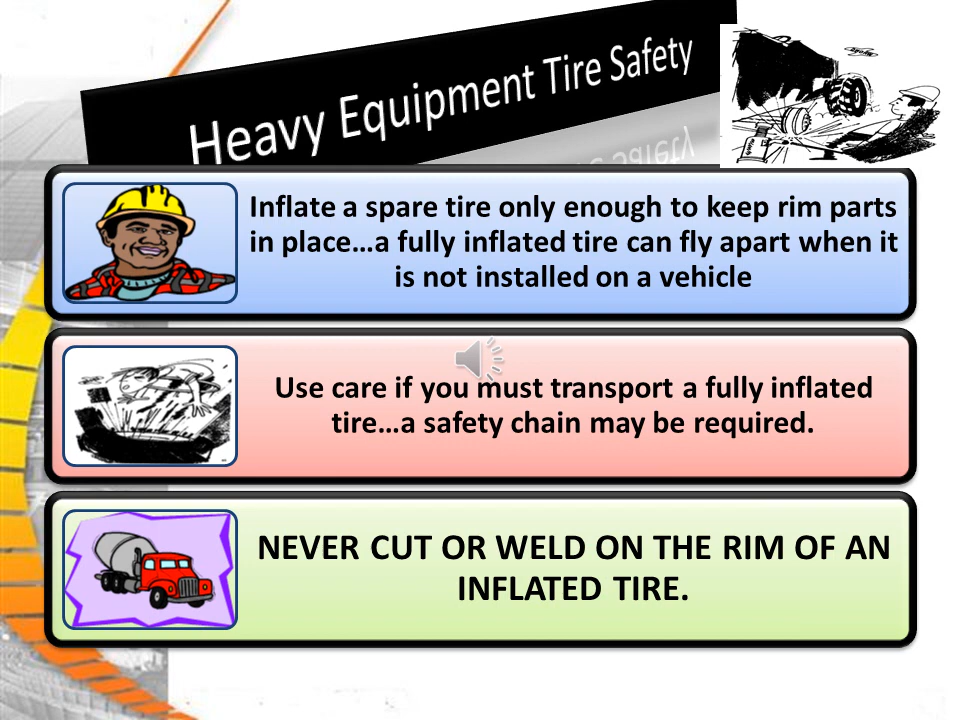 Heavy Equipment Tire Safety
Inflate a spare tire only enough to keep rim parts
in place…a fully inflated tire can fly apart when it
is not installed on a vehicle
Use care if you must transport a fully inflated
tire…a safety chain may be required.
NEVER CUT OR WELD ON THE RIM OF AN
INFLATED TIRE.